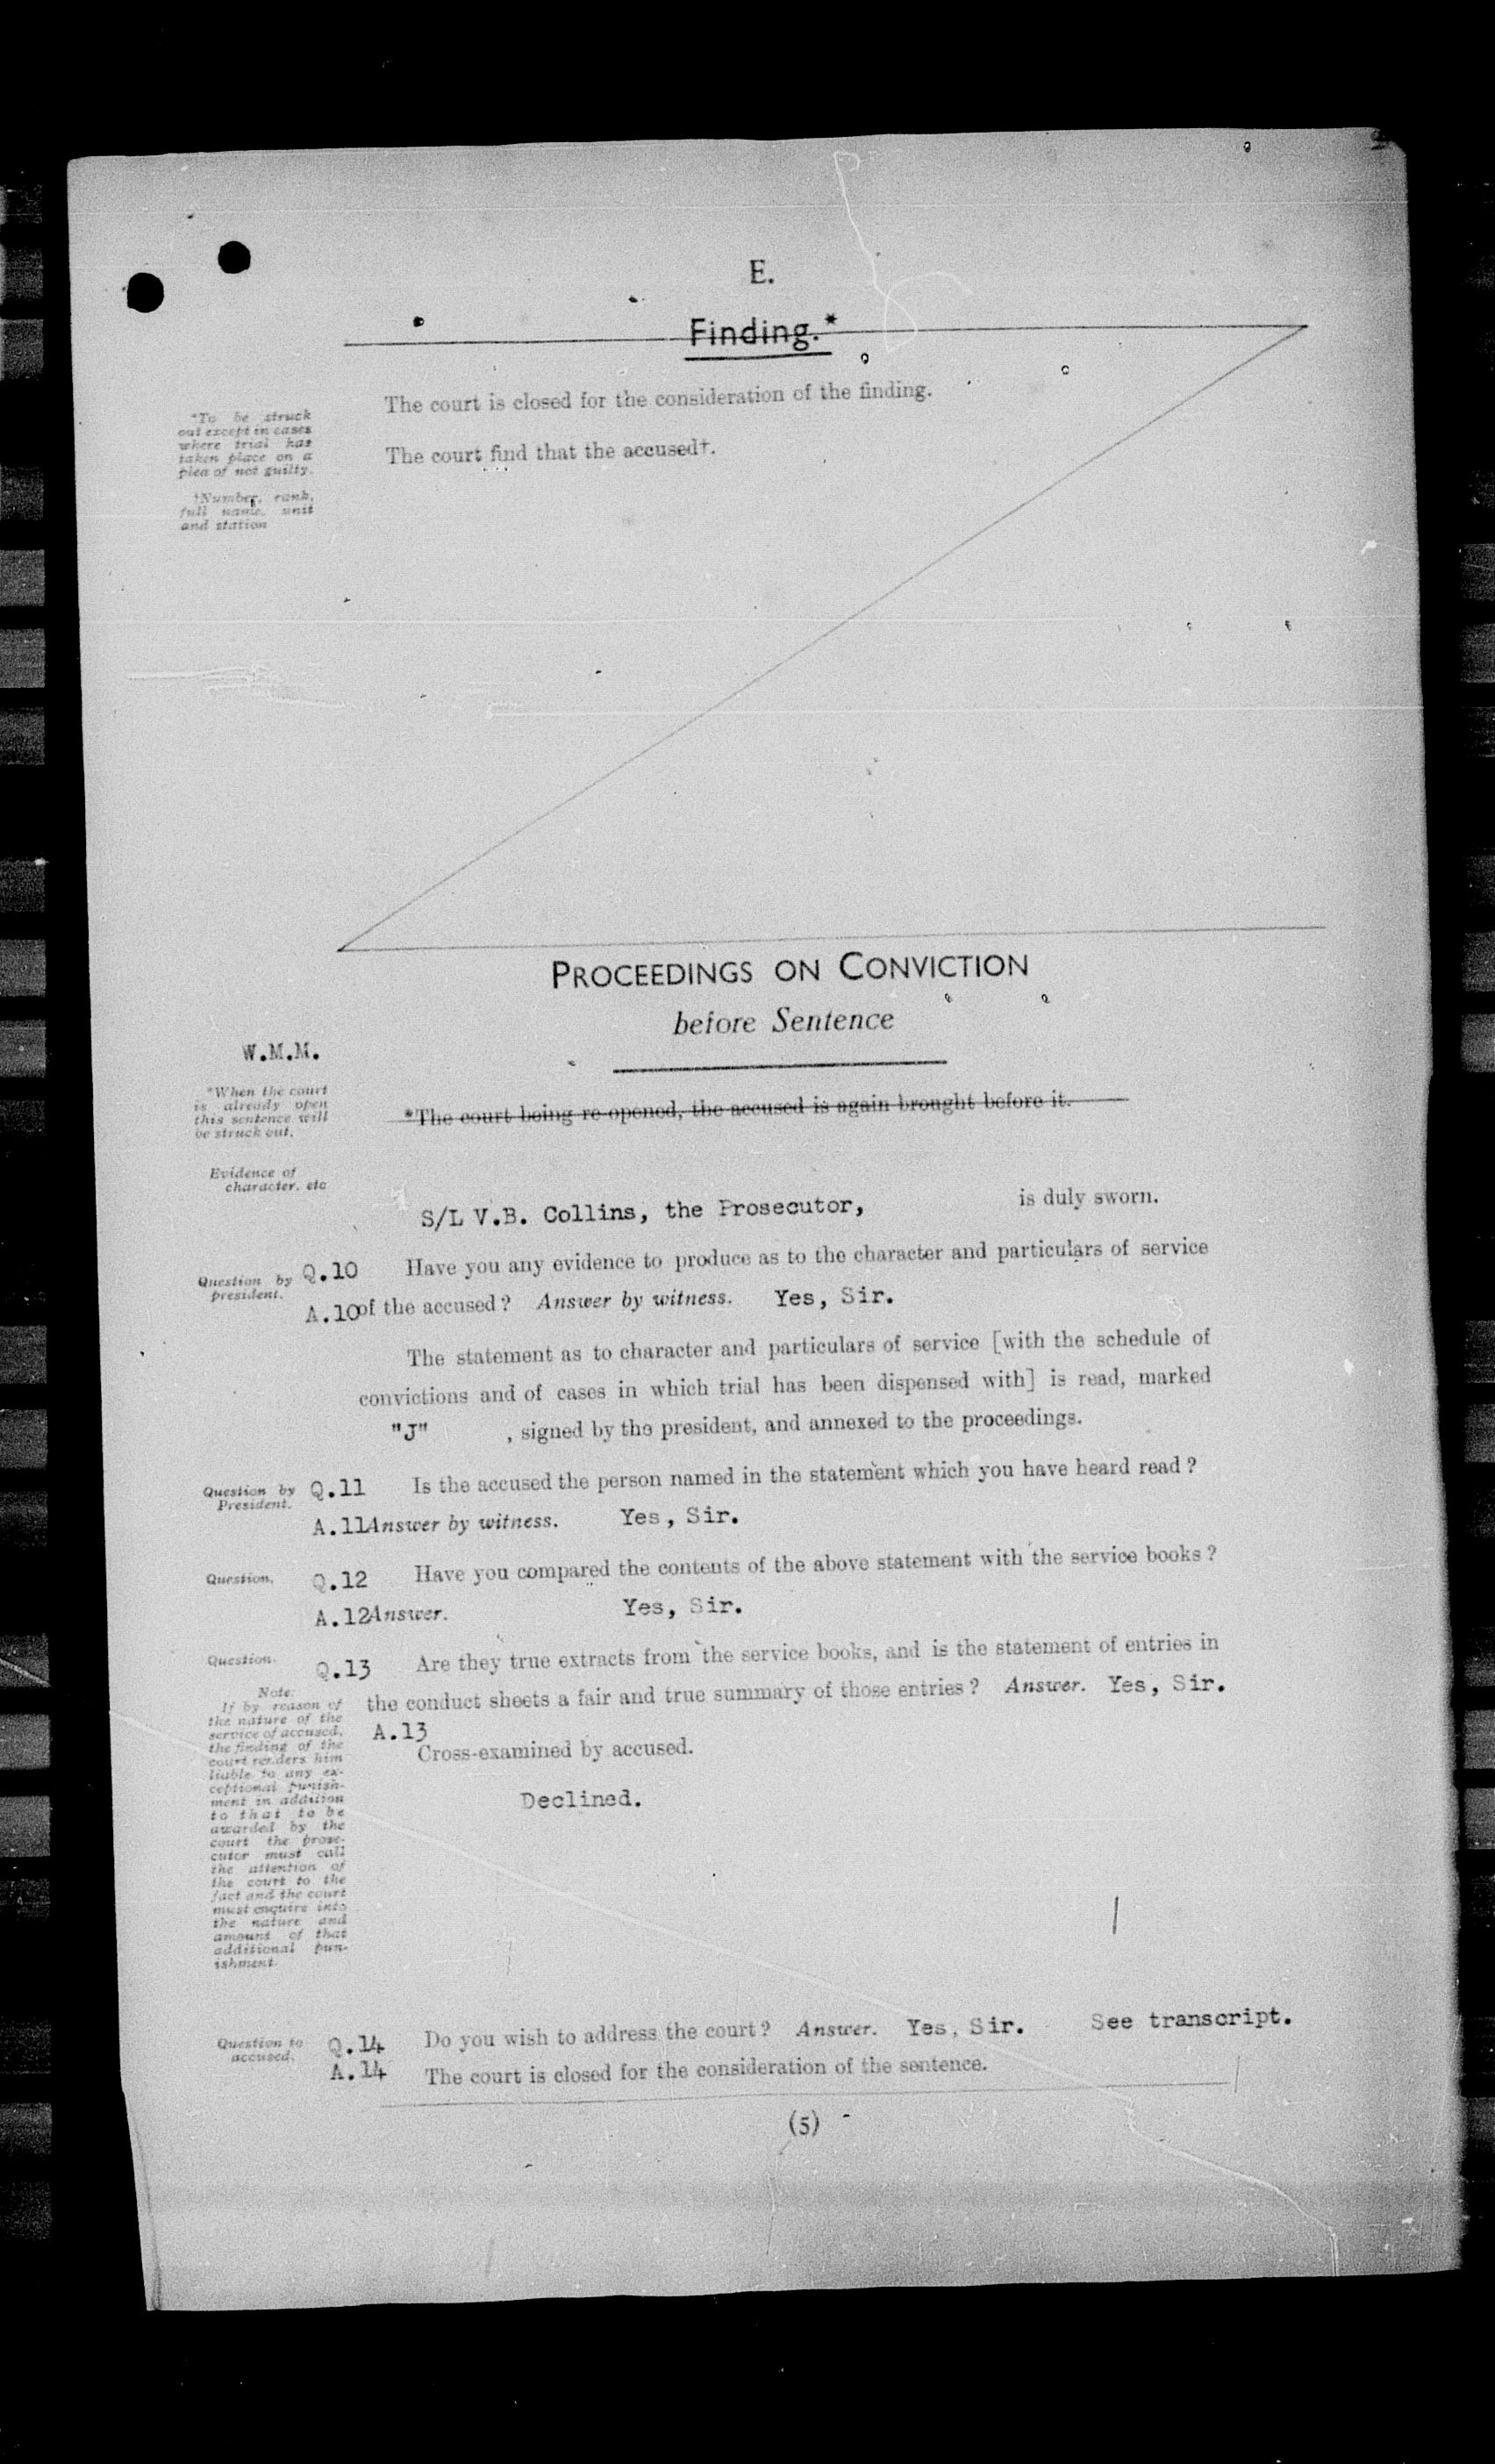 E.
Finding.*
*To be struck
out except in cases
where trial has
taken place on a
plea of not guilty.
†Number, rank,
full name, unit
and station
The court is closed for the consideration of the finding.
The court find that the accused†.
PROCEEDINGS ON CONVICTION
before Sentence
W.M.M.
*When the court
is already open
this sentence will
be struck out.
*The court being re-opened, the accused is again brought before it.
Evidence of
character, etc
S/L V.B. Collins, the Prosecutor, is duly sworn.
Question by
president.
Q.10 Have you any evidence to produce as to the character and particulars of service
A.10 of the accused? Answer by witness. Yes, Sir.
The statement as to character and particulars of service [with the schedule of
convictions and of cases in which trial has been dispensed with] is read, marked
"J" , signed by the president, and annexed to the proceedings.
Question by
President.
Q.11 Is the accused the person named in the statement which you have heard read?
A.11 Answer by witness. Yes, Sir.
Question.
Q.12 Have you compared the contents of the above statement with the service books?
A.12 Answer. Yes, Sir.
Question.
Q.13 Are they true extracts from the service books, and is the statement of entries in
the conduct sheets a fair and true summary of those entries? Answer. Yes, Sir.
A.13
Cross-examined by accused.
Declined.
Note:
If by reason of
the nature of the
service of accused,
the finding of the
court renders him
liable to any ex-
ceptional punish-
ment in addition
to that to be
awarded by the
court the prose-
cutor must call
the attention of
the court to the
fact and the court
must enquire into
the nature and
amount of that
additional pun-
ishment.
Question to
accused.
Q.14 Do you wish to address the court? Answer. Yes, Sir. See transcript.
A.14 The court is closed for the consideration of the sentence.
(5)